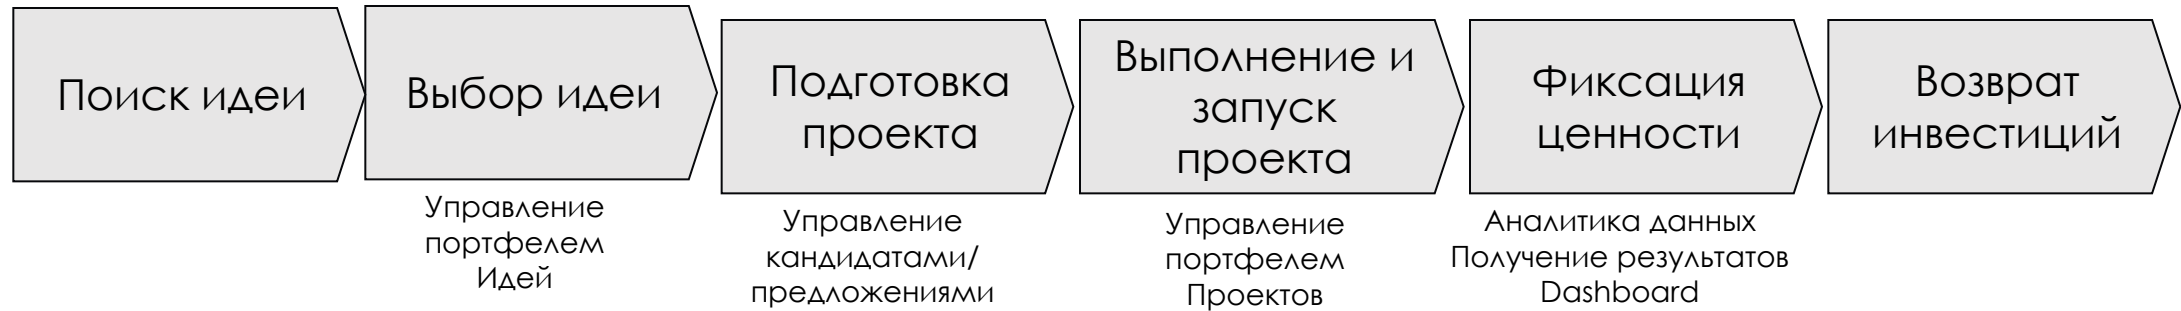 Поиск идеи
Выбор идеи
Подготовка
проекта
Выполнение и
запуск
проекта
Фиксация
ценности
Возврат
инвестиций
Управление
портфелем
Идей
Управление
кандидатами/
предложениями
Управление
портфелем
Проектов
Аналитика данных
Получение результатов
Dashboard